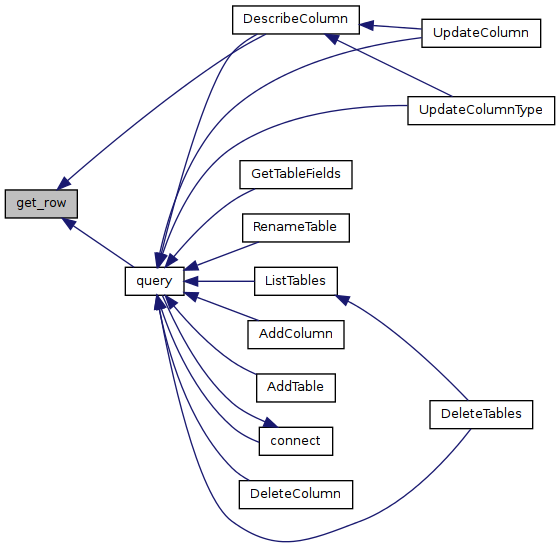 DescribeColumn
UpdateColumn
UpdateColumnType
GetTableFields
get_row
RenameTable
query
ListTables
AddColumn
AddTable
DeleteTables
connect
DeleteColumn